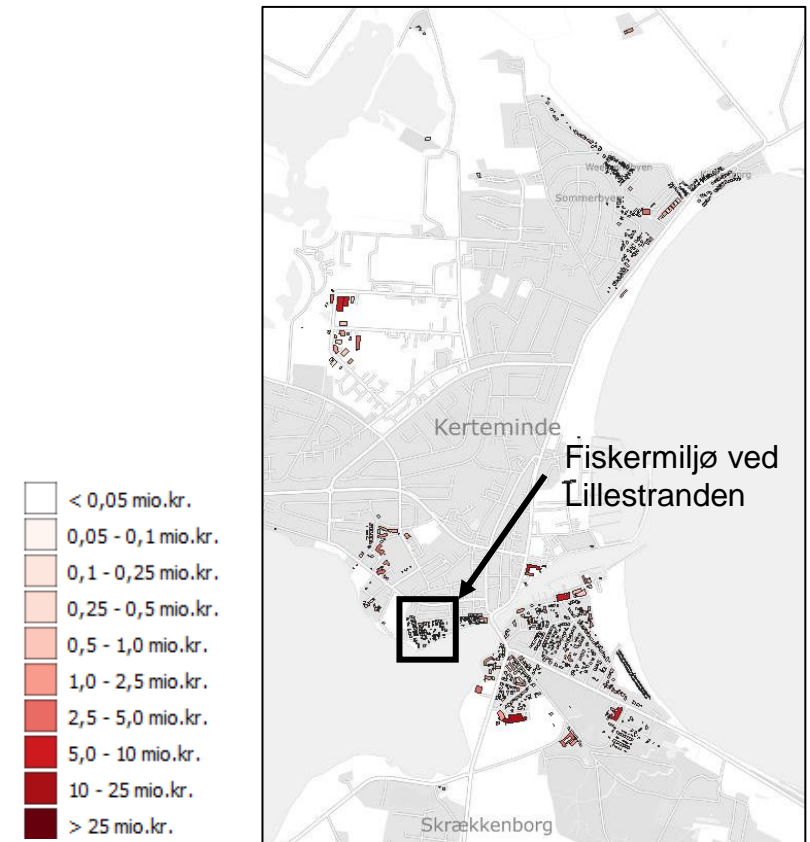 Sommerbyen
Kerteminde
Fiskermiljø ved
Lillestranden
Skrækkenborg
< 0,05 mio.kr.
0,05 - 0,1 mio.kr.
0,1 - 0,25 mio.kr.
0,25 - 0,5 mio.kr.
0,5 - 1,0 mio.kr.
1,0 - 2,5 mio.kr.
2,5 - 5,0 mio.kr.
5,0 - 10 mio.kr.
10 - 25 mio.kr.
> 25 mio.kr.